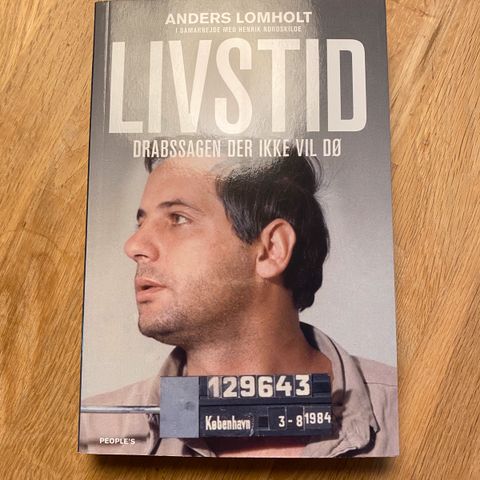 ANDERS LOMHOLT
I SAMARBEJDE MED HENRIK NORDSKILDE
LIVSTID
DRABSSAGEN DER IKKE VIL DØ
129643
København 3-8 1984
PEOPLE'S